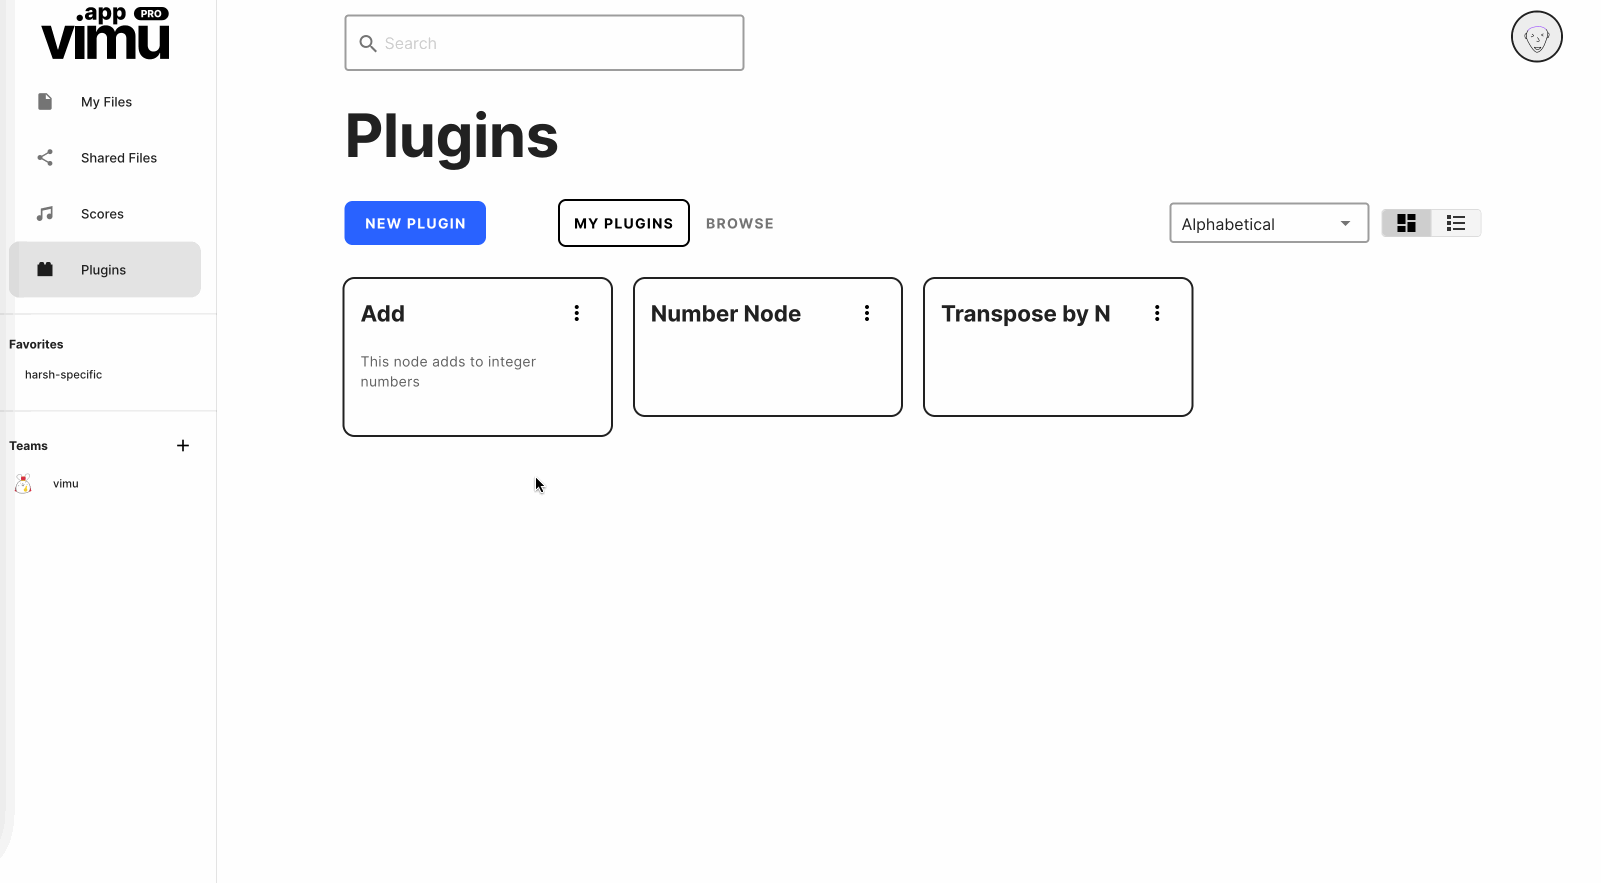 .app PRO
vimu
My Files
Shared Files
Scores
Plugins
Favorites
harsh-specific
Teams
vimu
Search
Plugins
NEW PLUGIN
MY PLUGINS
BROWSE
Alphabetical
Add
This node adds to integer
numbers
Number Node
Transpose by N